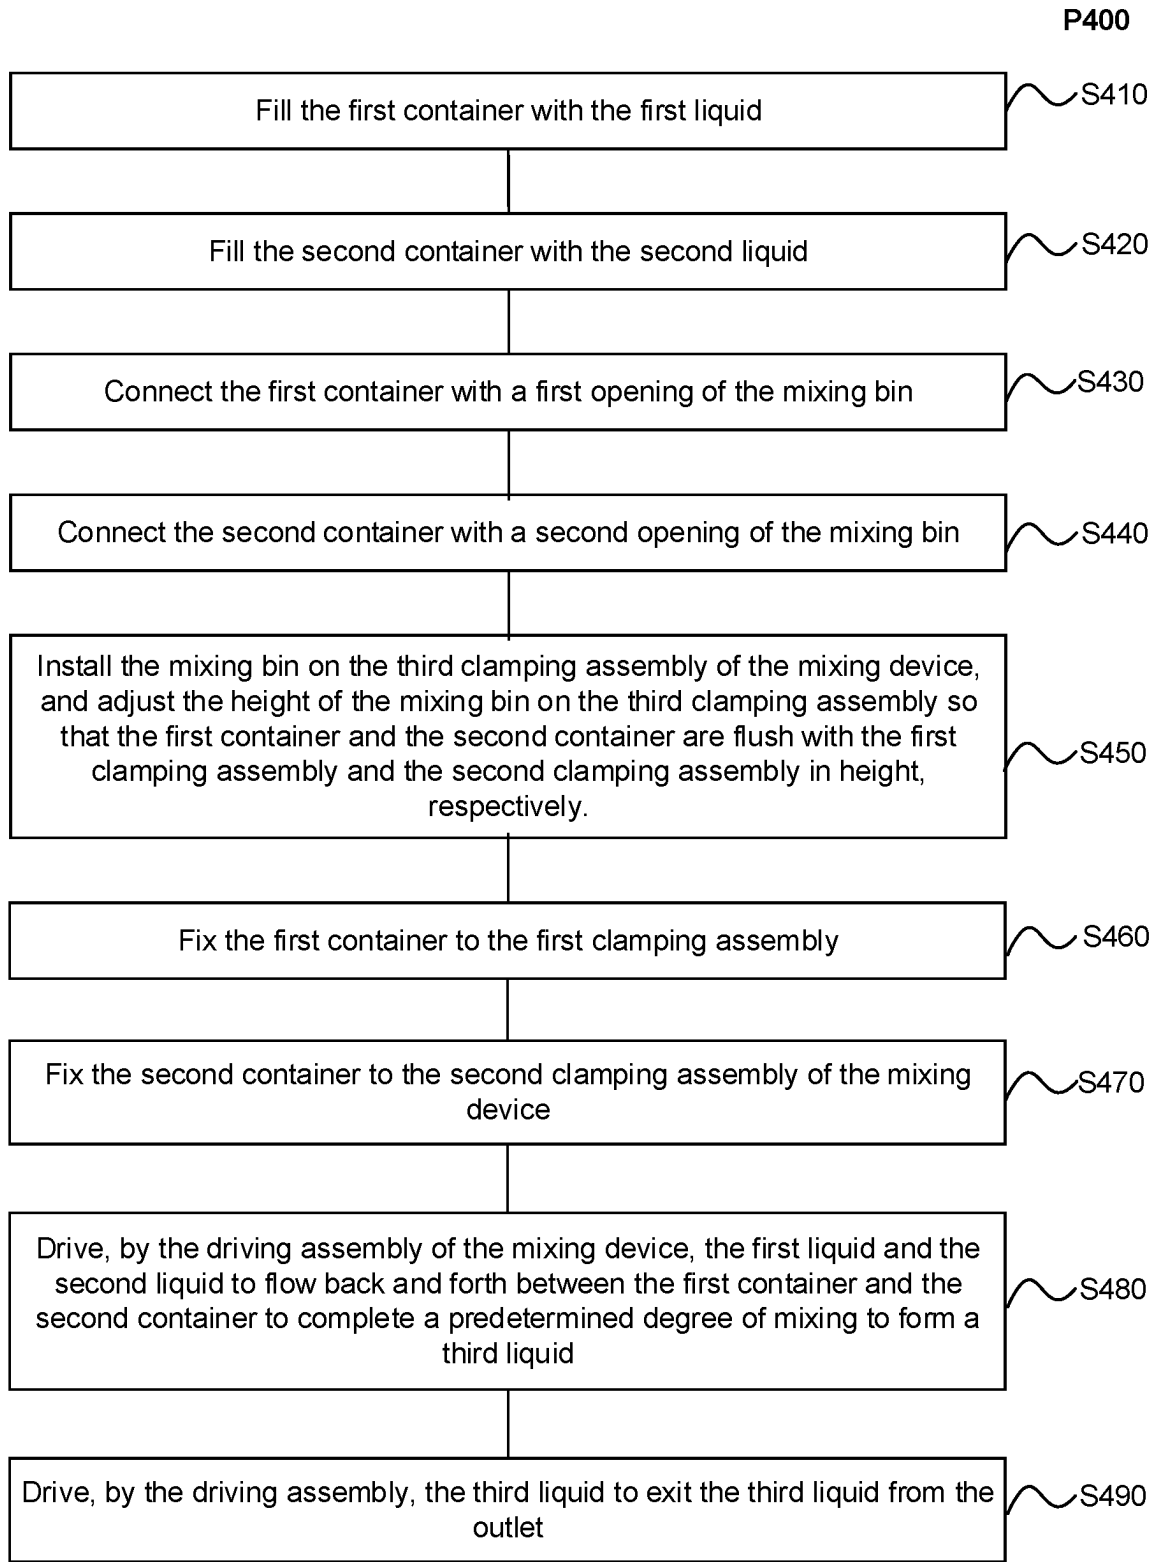 P400
Fill the first container with the first liquid
S410
Fill the second container with the second liquid
S420
Connect the first container with a first opening of the mixing bin
S430
Connect the second container with a second opening of the mixing bin
S440
Install the mixing bin on the third clamping assembly of the mixing device,
and adjust the height of the mixing bin on the third clamping assembly so
that the first container and the second container are flush with the first
clamping assembly and the second clamping assembly in height,
respectively.
S450
Fix the first container to the first clamping assembly
S460
Fix the second container to the second clamping assembly of the mixing
device
S470
Drive, by the driving assembly of the mixing device, the first liquid and the
second liquid to flow back and forth between the first container and the
second container to complete a predetermined degree of mixing to form a
third liquid
S480
Drive, by the driving assembly, the third liquid to exit the third liquid from the
outlet
S490